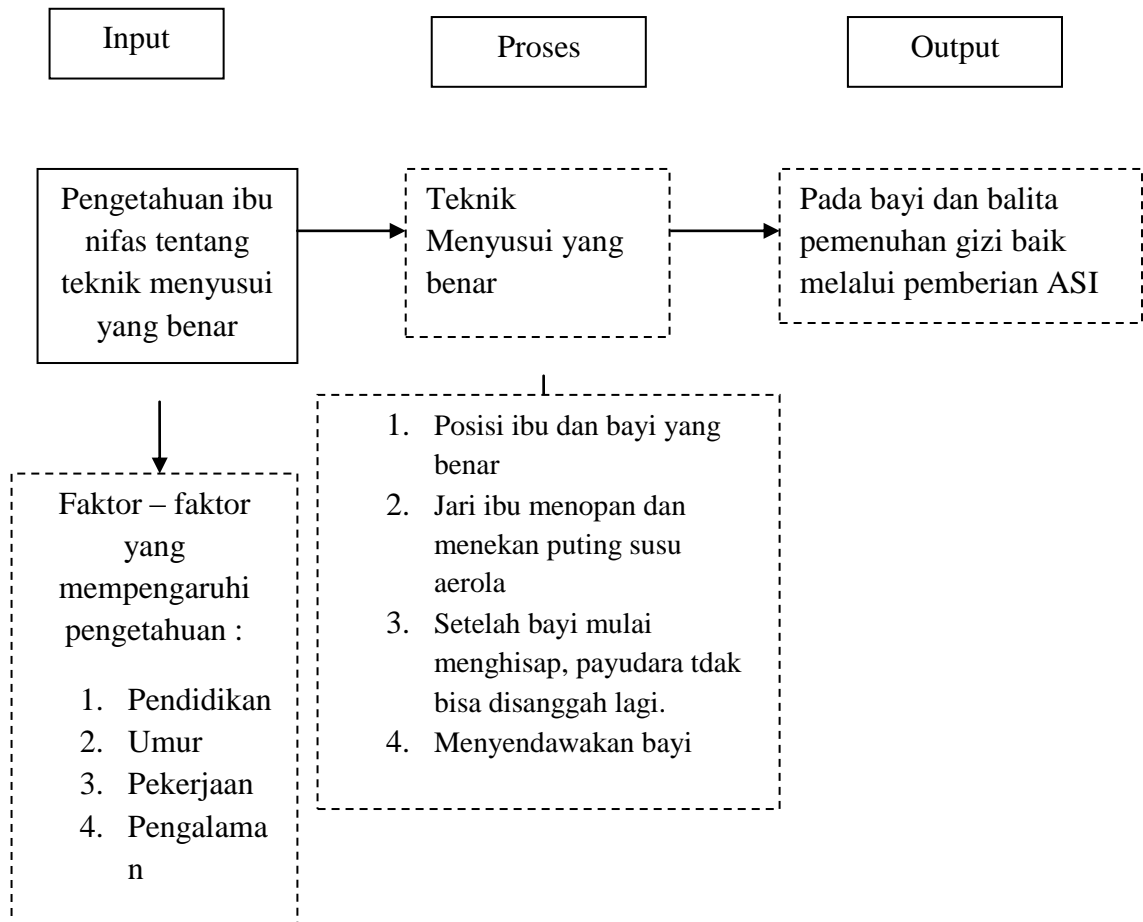 Input
Proses
Output
Pengetahuan ibu
nifas tentang
teknik menyusui
yang benar
Teknik
Menyusui yang
benar
Pada bayi dan balita
pemenuhan gizi baik
melalui pemberian ASI
Faktor – faktor
yang
mempengaruhi
pengetahuan :
1. Pendidikan
2. Umur
3. Pekerjaan
4. Pengalama
n
1. Posisi ibu dan bayi yang
benar
2. Jari ibu menopan dan
menekan puting susu
aerola
3. Setelah bayi mulai
menghisap, payudara tdak
bisa disanggah lagi.
4. Menyendawakan bayi